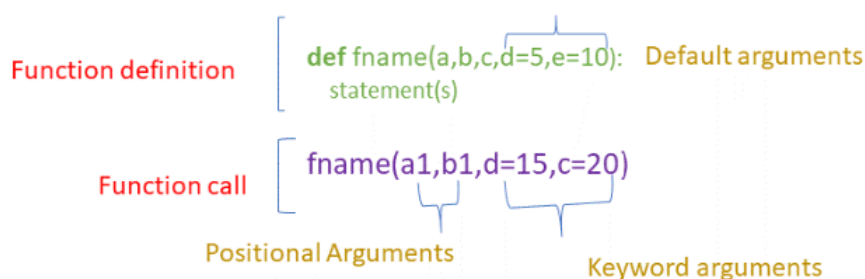 Function definition
def fname(a,b,c,d=5,e=10):
Default arguments
statement(s)
Function call
fname(a1,b1,d=15,c=20)
Positional Arguments
Keyword arguments